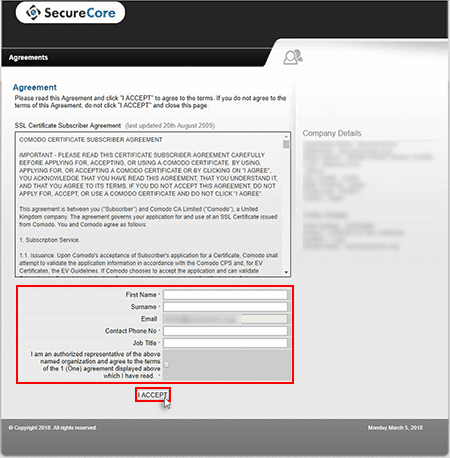 SecureCore
Agreements
Agreement
Please read this Agreement and click "I ACCEPT" to agree to the terms. If you do not agree to the
terms of this Agreement, do not click "I ACCEPT" and close this page.
SSL Certificate Subscriber Agreement (last updated 20th August 2009)
COMODO CERTIFICATE SUBSCRIBER AGREEMENT
IMPORTANT - PLEASE READ THIS CERTIFICATE AGREEMENT CAREFULLY
BEFORE APPLYING FOR, ACCEPTING, OR USING A COMODO CERTIFICATE. BY USING,
APPLYING FOR, OR ACCEPTING A COMODO CERTIFICATE OR BY CLICKING ON "I AGREE",
YOU ACKNOWLEDGE THAT YOU HAVE READ THIS AGREEMENT, THAT YOU UNDERSTAND IT,
AND THAT YOU AGREE TO ITS TERMS. IF YOU DO NOT ACCEPT THIS AGREEMENT, DO NOT
APPLY FOR, ACCEPT, OR USE A COMODO CERTIFICATE AND DO NOT CLICK "I AGREE".
This agreement is between you ("Subscriber") and Comodo CA Limited ("Comodo"), a United
Kingdom company. The agreement governs your application for and use of an SSL Certificate issued
from Comodo. You and Comodo agree as follows:
1. Subscription Service.
1.1. Issuance. Upon Comodo's acceptance of Subscriber's application for a Certificate, Comodo shall
attempt to validate the application information in accordance with the Comodo CPS and, for EV
Certificates, the EV Guidelines. If Comodo chooses to accept the application and can validate
Company Details
First Name *
Surname *
Email
Contact Phone No *
Job Title *
I am an authorized representative of the above
named organization and agree to the terms
of the 1 (One) agreement displayed above
which I have read. *
I ACCEPT
© Copyright 2018. All rights reserved.
Monday March 5, 2018